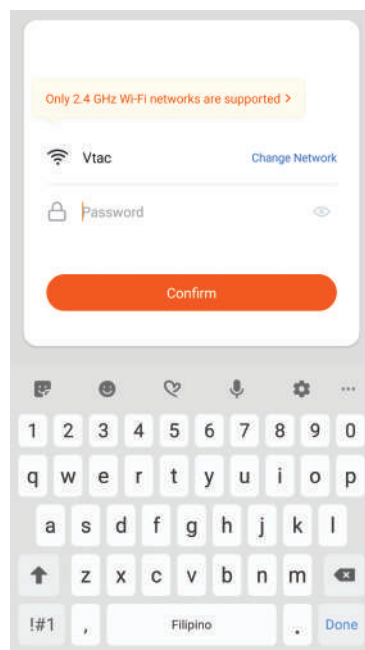 Only 2.4 GHz Wi-Fi networks are supported >
Vtac Change Network
Password
Confirm
1 2 3 4 5 6 7 8 9 0
q w e r t y u i o p
a s d f g h j k l
z x c v b n m
!#1 , Filipino . Done